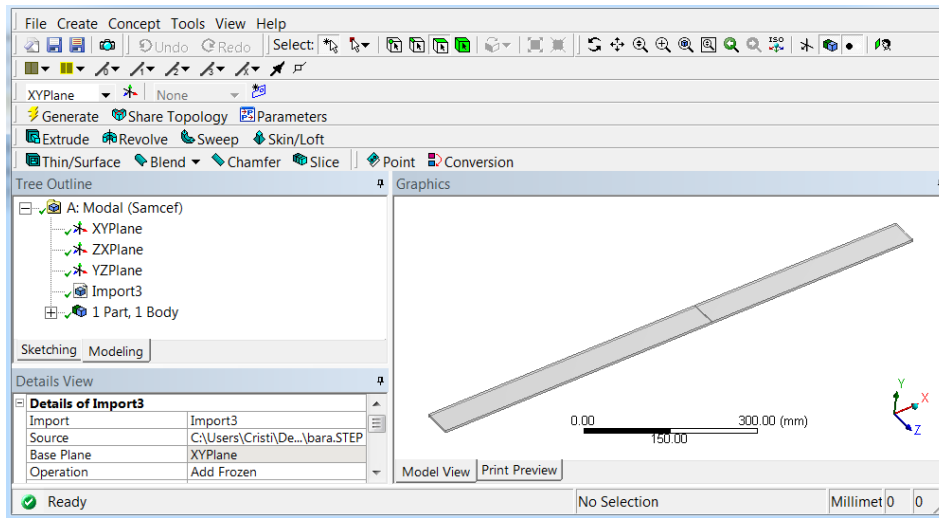 File Create Concept Tools View Help
Undo Redo Select: ISO
XYPlane None
Generate Share Topology Parameters
Extrude Revolve Sweep Skin/Loft
Thin/Surface Blend Chamfer Slice Point Conversion
Tree Outline
A: Modal (Samcef)
XYPlane
ZXPlane
YZPlane
Import3
1 Part, 1 Body
Sketching Modeling
Details View
Details of Import3
Import Import3
Source C:\Users\Cristi\De...\bara.STEP
Base Plane XYPlane
Operation Add Frozen
Graphics
0.00 300.00 (mm)
150.00
Y
X
Z
Model View Print Preview
Ready No Selection Millimet 0 0